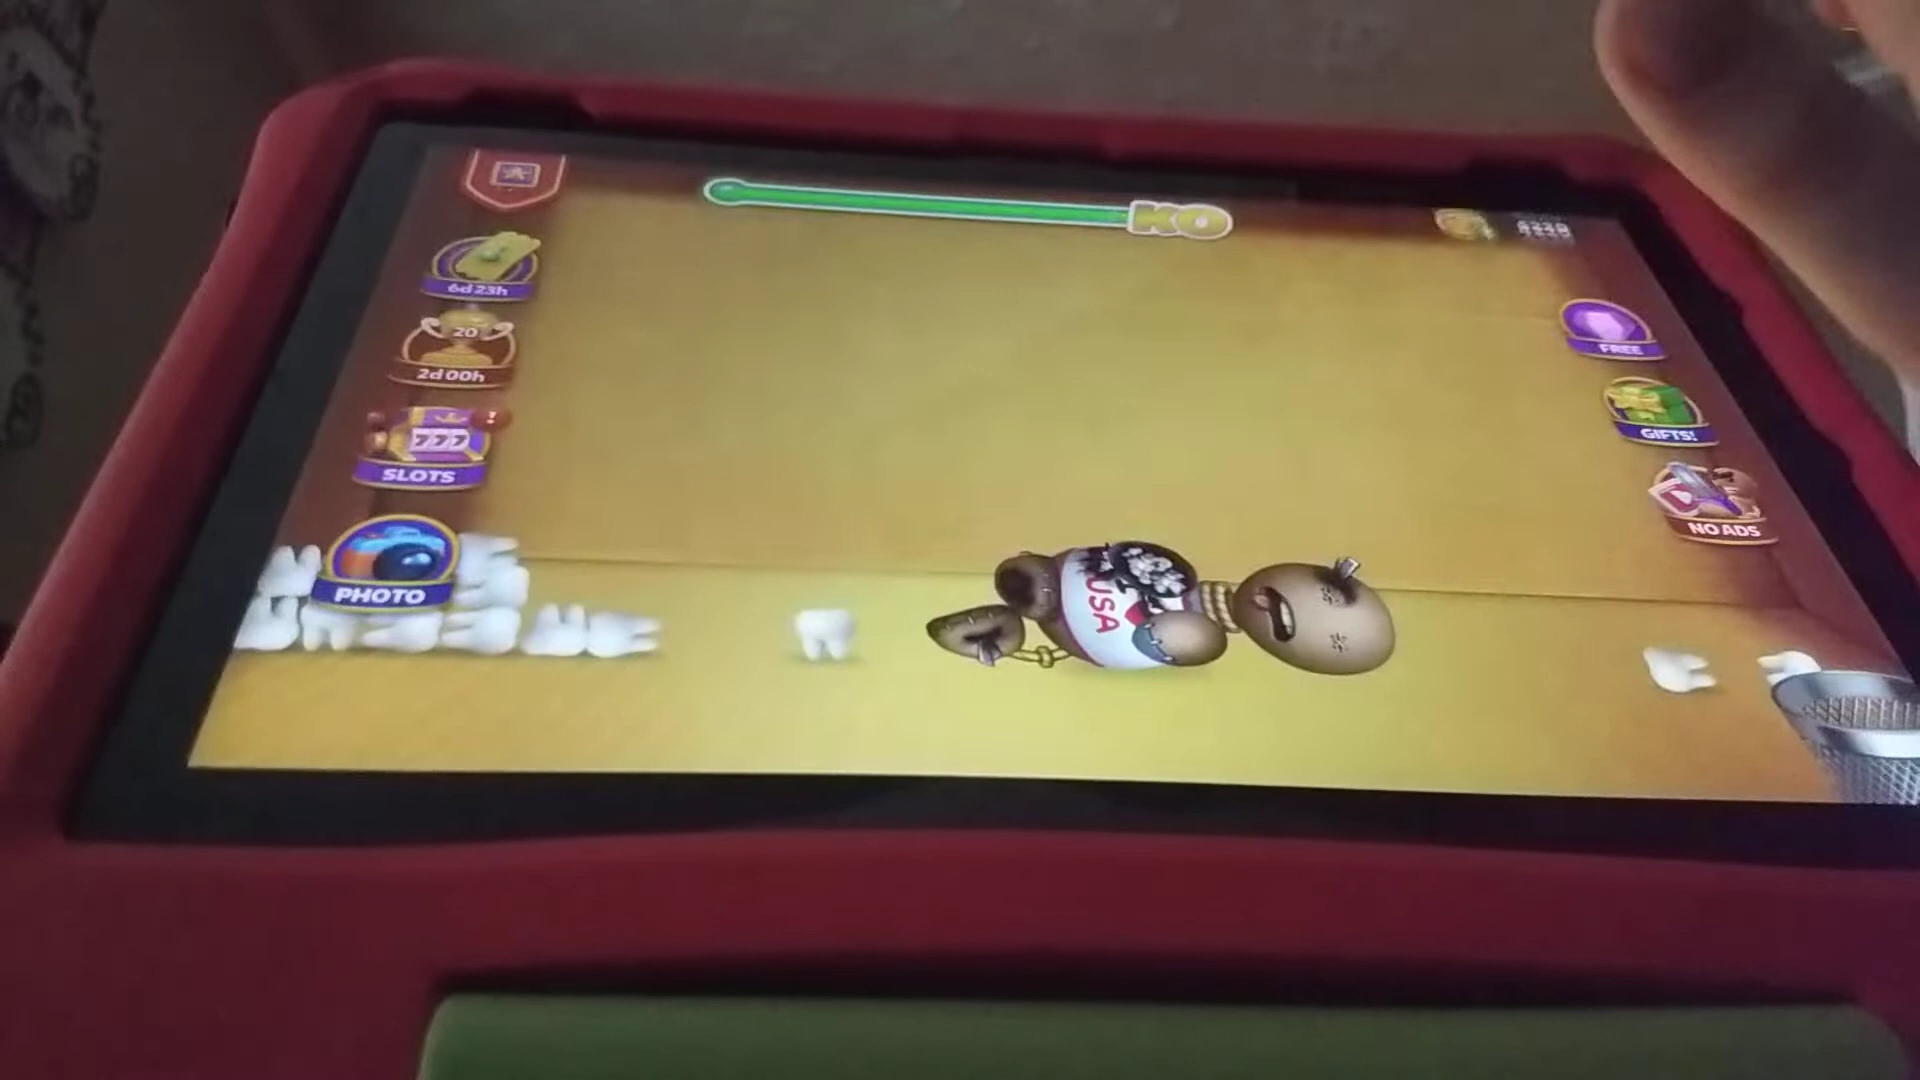 KO
6d 23h
20
2d 00h
777
SLOTS
PHOTO
USA
FREE
GIFTS!
NO ADS